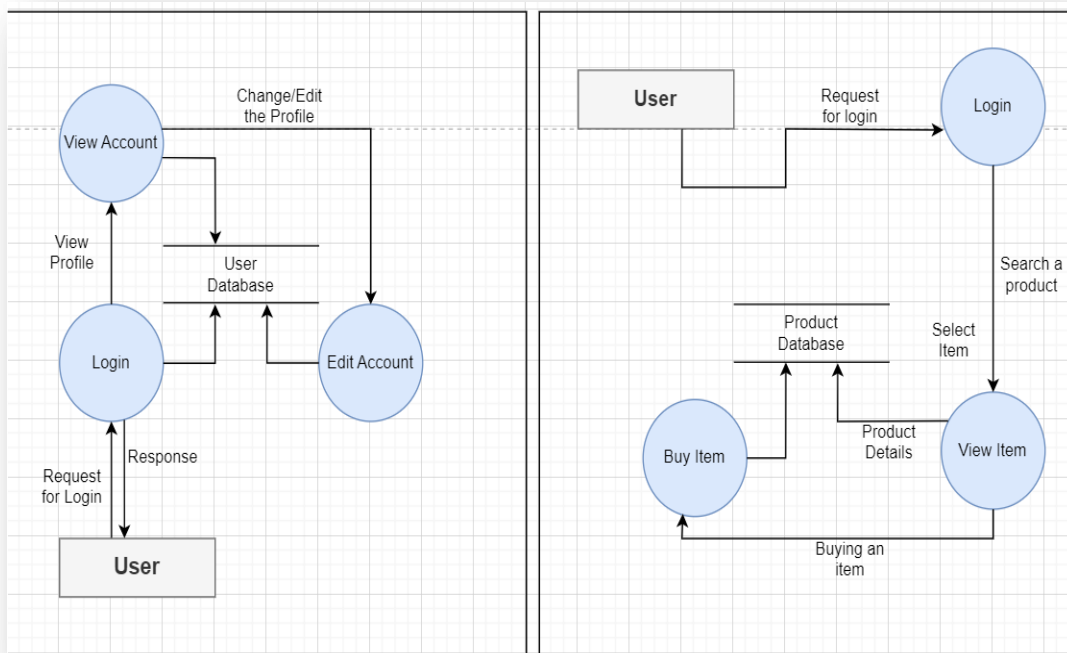 Change/Edit
the Profile
View Account
View
Profile
User
Database
Login
Edit Account
Response
Request
for Login
User
User
Request
for login
Login
Search a
product
Product
Database
Select
Item
Buy Item
Product
Details
View Item
Buying an
item